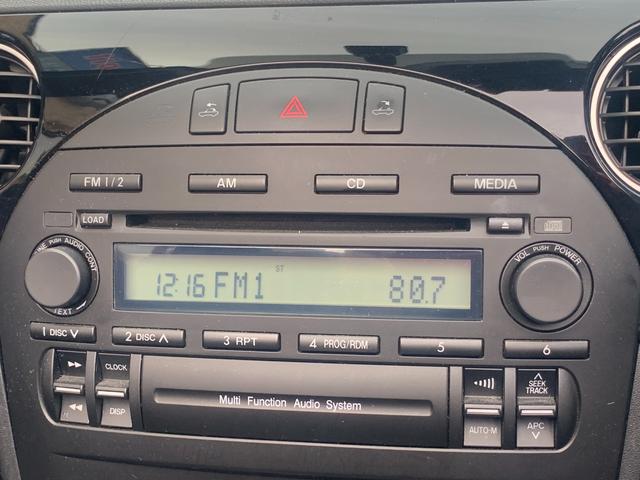 FM 1/2 AM CD MEDIA
LOAD
PUSH AUDIO CONT
TEXT
VOL PUSH POWER
12:16 FM1 ST 80.7
1 DISC ∨ 2 DISC ∧ 3 RPT 4 PROG/RDM 5 6
CLOCK
DISP
Multi Function Audio System
AUTO-M
∧
SEEK
TRACK
APC
∨